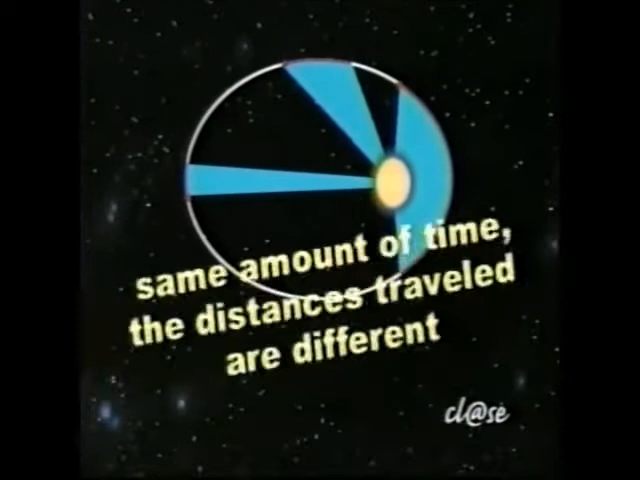 same amount of time,
the distances traveled
are different
cl@se